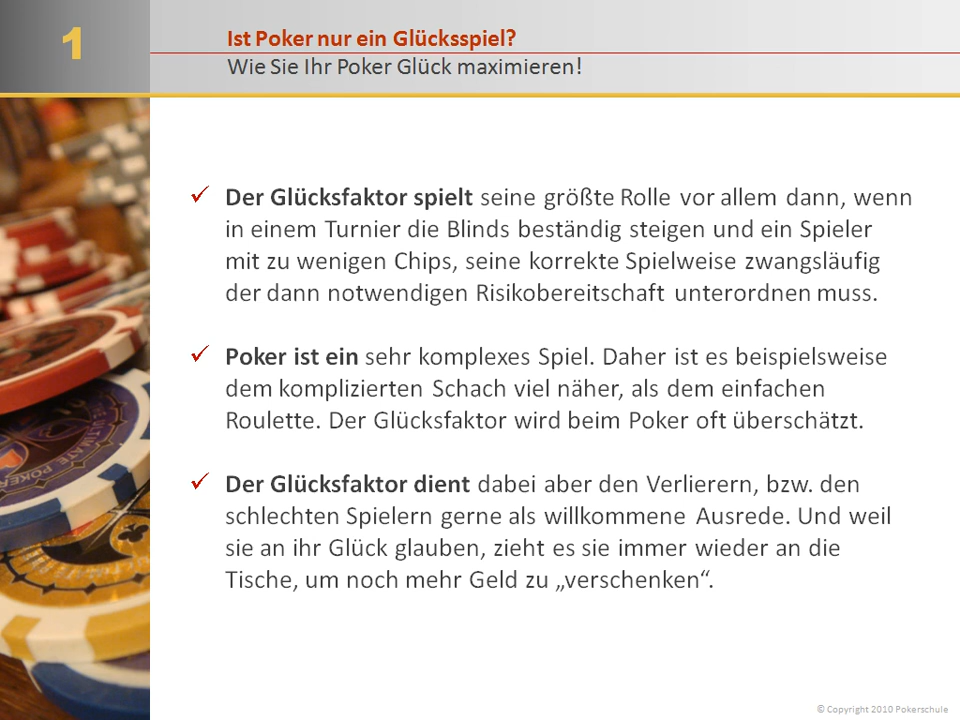 1
Ist Poker nur ein Glücksspiel?
Wie Sie Ihr Poker Glück maximieren!
Der Glücksfaktor spielt seine größte Rolle vor allem dann, wenn
in einem Turnier die Blinds beständig steigen und ein Spieler
mit zu wenigen Chips, seine korrekte Spielweise zwangsläufig
der dann notwendigen Risikobereitschaft unterordnen muss.
Poker ist ein sehr komplexes Spiel. Daher ist es beispielsweise
dem komplizierten Schach viel näher, als dem einfachen
Roulette. Der Glücksfaktor wird beim Poker oft überschätzt.
Der Glücksfaktor dient dabei aber den Verlierern, bzw. den
schlechten Spielern gerne als willkommene Ausrede. Und weil
sie an ihr Glück glauben, zieht es sie immer wieder an die
Tische, um noch mehr Geld zu „verschenken“.
ULTIMATE POKER
© Copyright 2010 Pokerschule